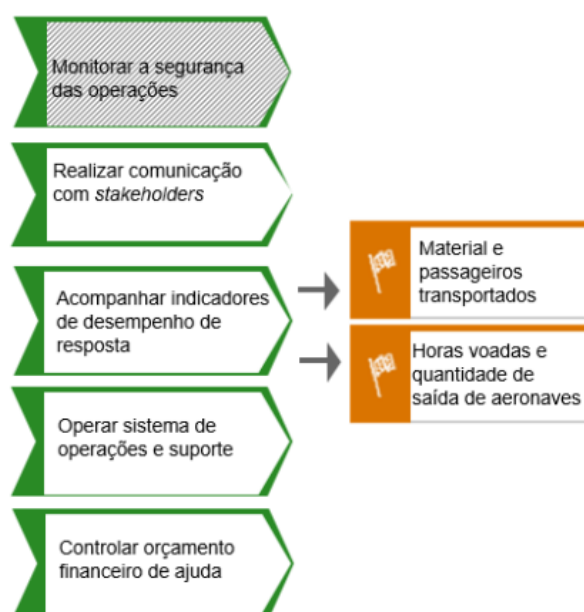 Monitorar a segurança
das operações
Realizar comunicação
com stakeholders
Acompanhar indicadores
de desempenho de
resposta
Material e
passageiros
transportados
Horas voadas e
quantidade de
saída de aeronaves
Operar sistema de
operações e suporte
Controlar orçamento
financeiro de ajuda